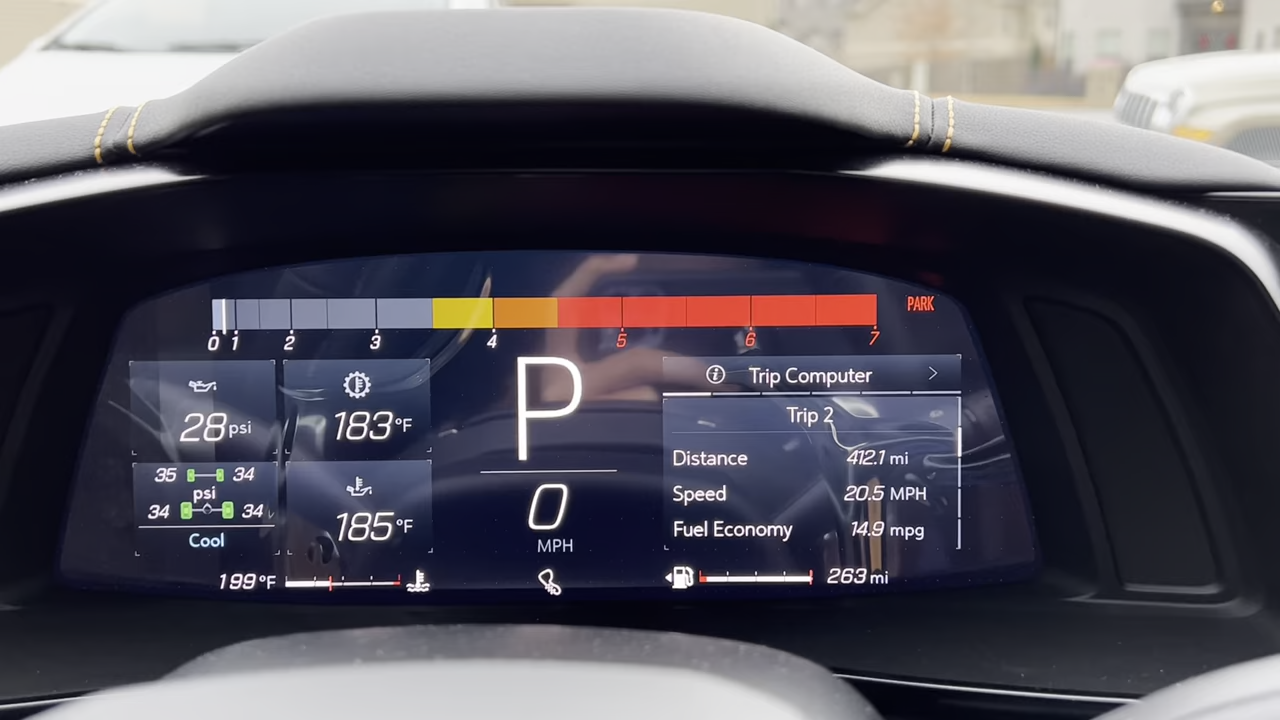 PARK
0 1 2 3 4 5 6 7
28 psi
183 °F
P
Trip Computer
Trip 2
35 34
psi
34 34
Cool
185 °F
0
MPH
Distance 412.1 mi
Speed 20.5 MPH
Fuel Economy 14.9 mpg
199 °F
263 mi